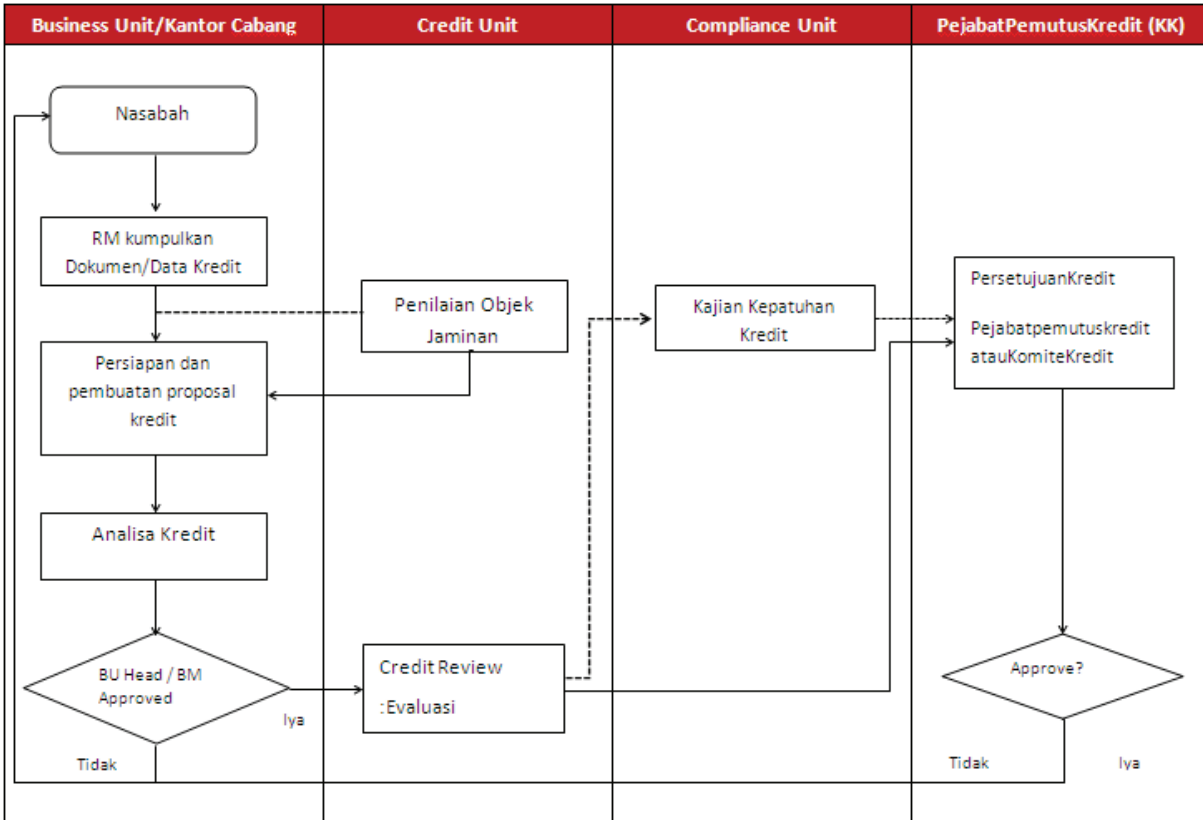 Business Unit/Kantor Cabang
Credit Unit
Compliance Unit
PejabatPemutusKredit (KK)
Nasabah
RM kumpulkan
Dokumen/Data Kredit
Persiapan dan
pembuatan proposal
kredit
Analisa Kredit
BU Head / BM
Approved
Iya
Tidak
Penilaian Objek
Jaminan
Credit Review
:Evaluasi
Kajian Kepatuhan
Kredit
PersetujuanKredit
Pejabatpemutuskredit
atauKomiteKredit
Approve?
Tidak
Iya